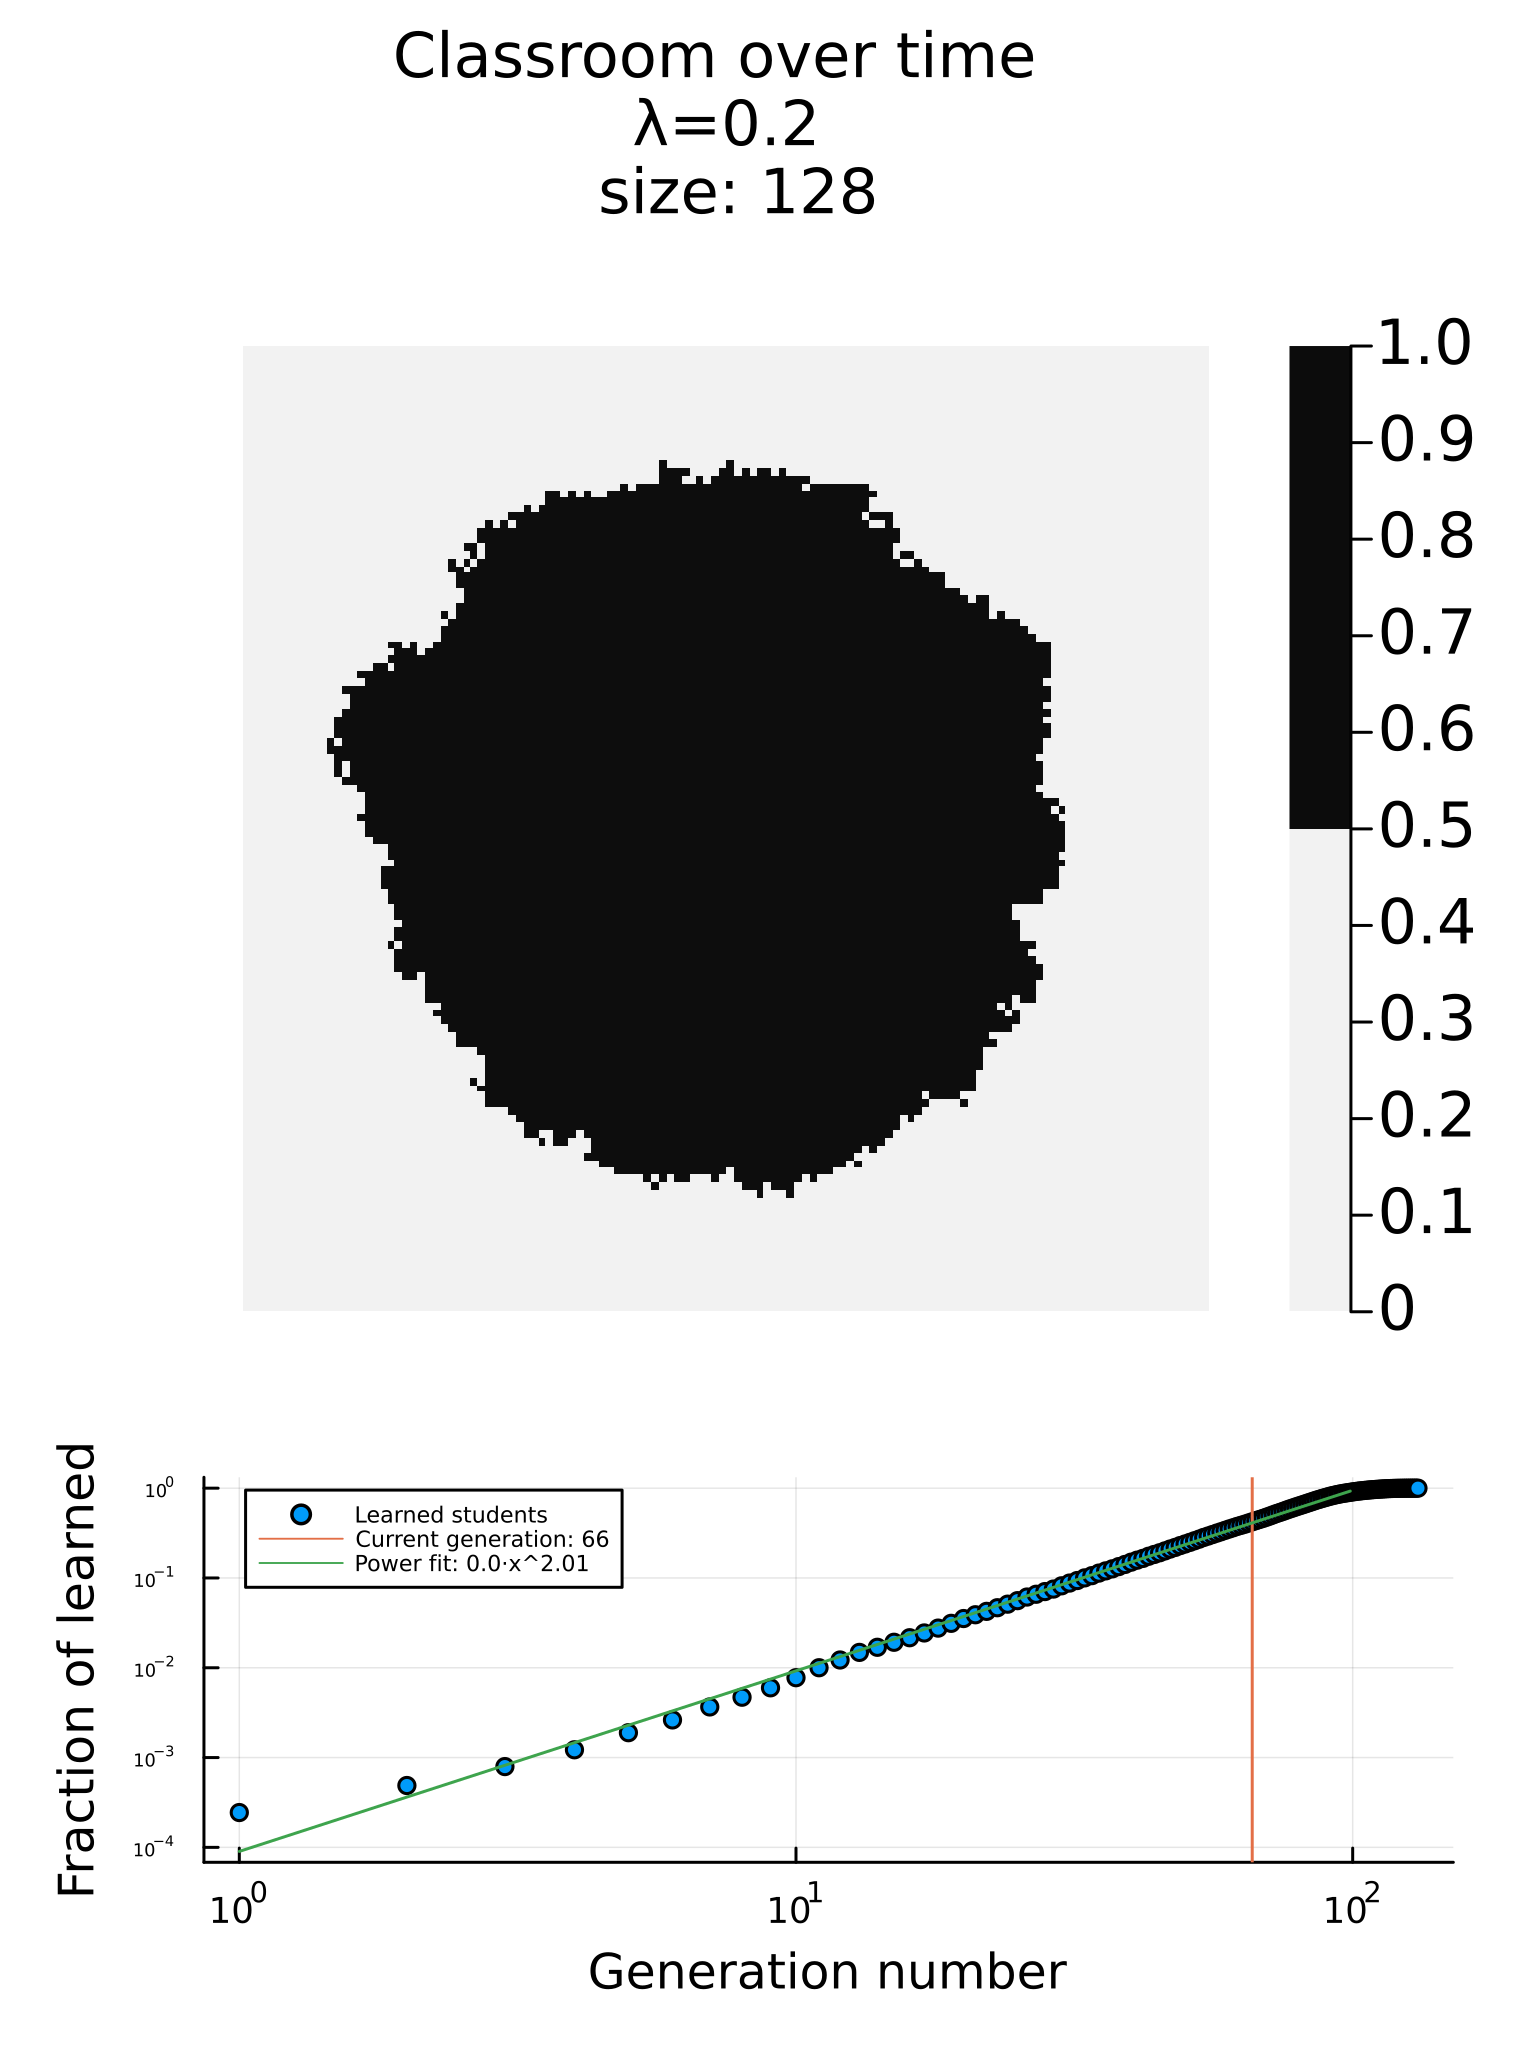 Classroom over time
λ=0.2
size: 128
1.0
0.9
0.8
0.7
0.6
0.5
0.4
0.3
0.2
0.1
0
Fraction of learned
10^0
10^-1
10^-2
10^-3
10^-4
Learned students
Current generation: 66
Power fit: 0.0·x^2.01
10^0
10^1
10^2
Generation number